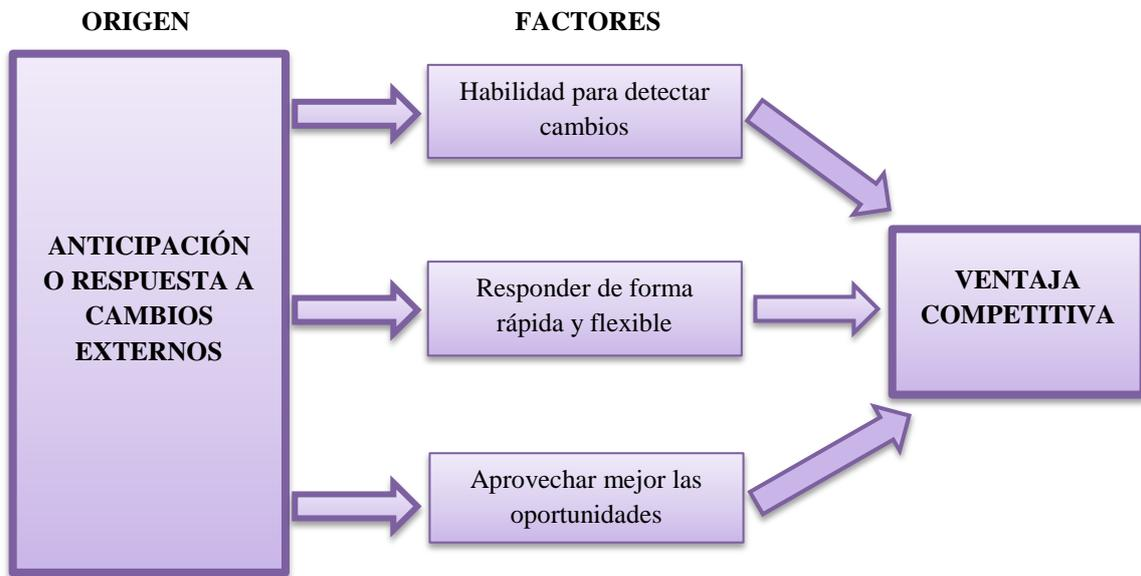 ORIGEN
FACTORES
ANTICIPACIÓN
O RESPUESTA A
CAMBIOS
EXTERNOS
Habilidad para detectar
cambios
Responder de forma
rápida y flexible
Aprovechar mejor las
oportunidades
VENTAJA
COMPETITIVA